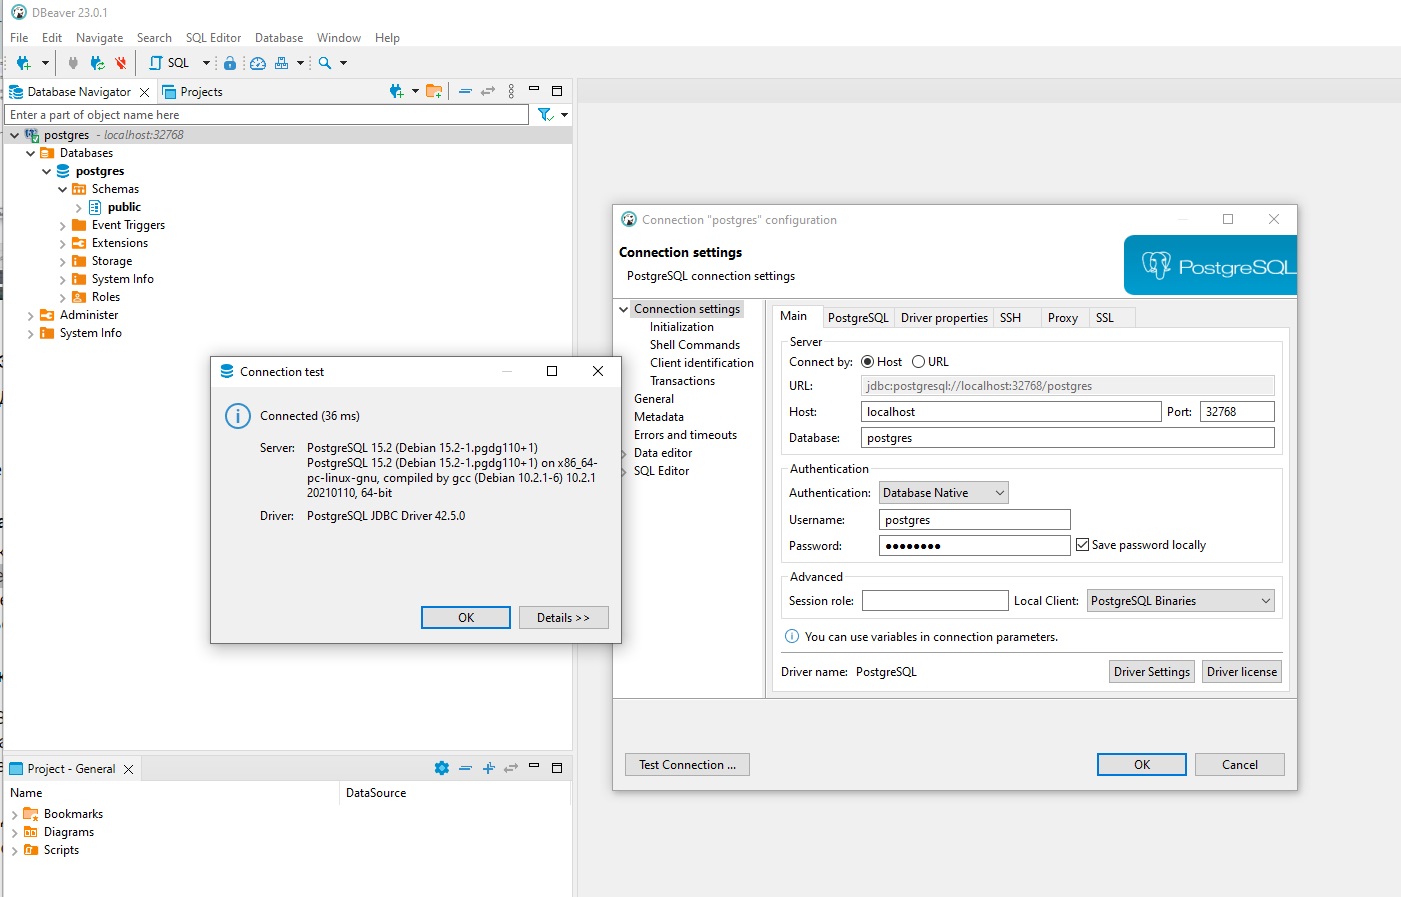 DBeaver 23.0.1
File Edit Navigate Search SQL Editor Database Window Help
SQL
Database Navigator Projects
Enter a part of object name here
postgres - localhost:32768
Databases
postgres
Schemas
public
Event Triggers
Extensions
Storage
System Info
Roles
Administer
System Info
Connection test
Connected (36 ms)
Server: PostgreSQL 15.2 (Debian 15.2-1.pgdg110+1)
PostgreSQL 15.2 (Debian 15.2-1.pgdg110+1) on x86_64-
pc-linux-gnu, compiled by gcc (Debian 10.2.1-6) 10.2.1
20210110, 64-bit
Driver: PostgreSQL JDBC Driver 42.5.0
OK Details >>
Connection "postgres" configuration
Connection settings
PostgreSQL connection settings
PostgreSQL
Connection settings
Initialization
Shell Commands
Client identification
Transactions
General
Metadata
Errors and timeouts
Data editor
SQL Editor
Main PostgreSQL Driver properties SSH Proxy SSL
Server
Connect by: Host URL
URL: jdbc:postgresql://localhost:32768/postgres
Host: localhost Port: 32768
Database: postgres
Authentication
Authentication: Database Native
Username: postgres
Password: ●●●●●●●● Save password locally
Advanced
Session role: Local Client: PostgreSQL Binaries
You can use variables in connection parameters.
Driver name: PostgreSQL Driver Settings Driver license
Test Connection ... OK Cancel
Project - General
Name DataSource
Bookmarks
Diagrams
Scripts